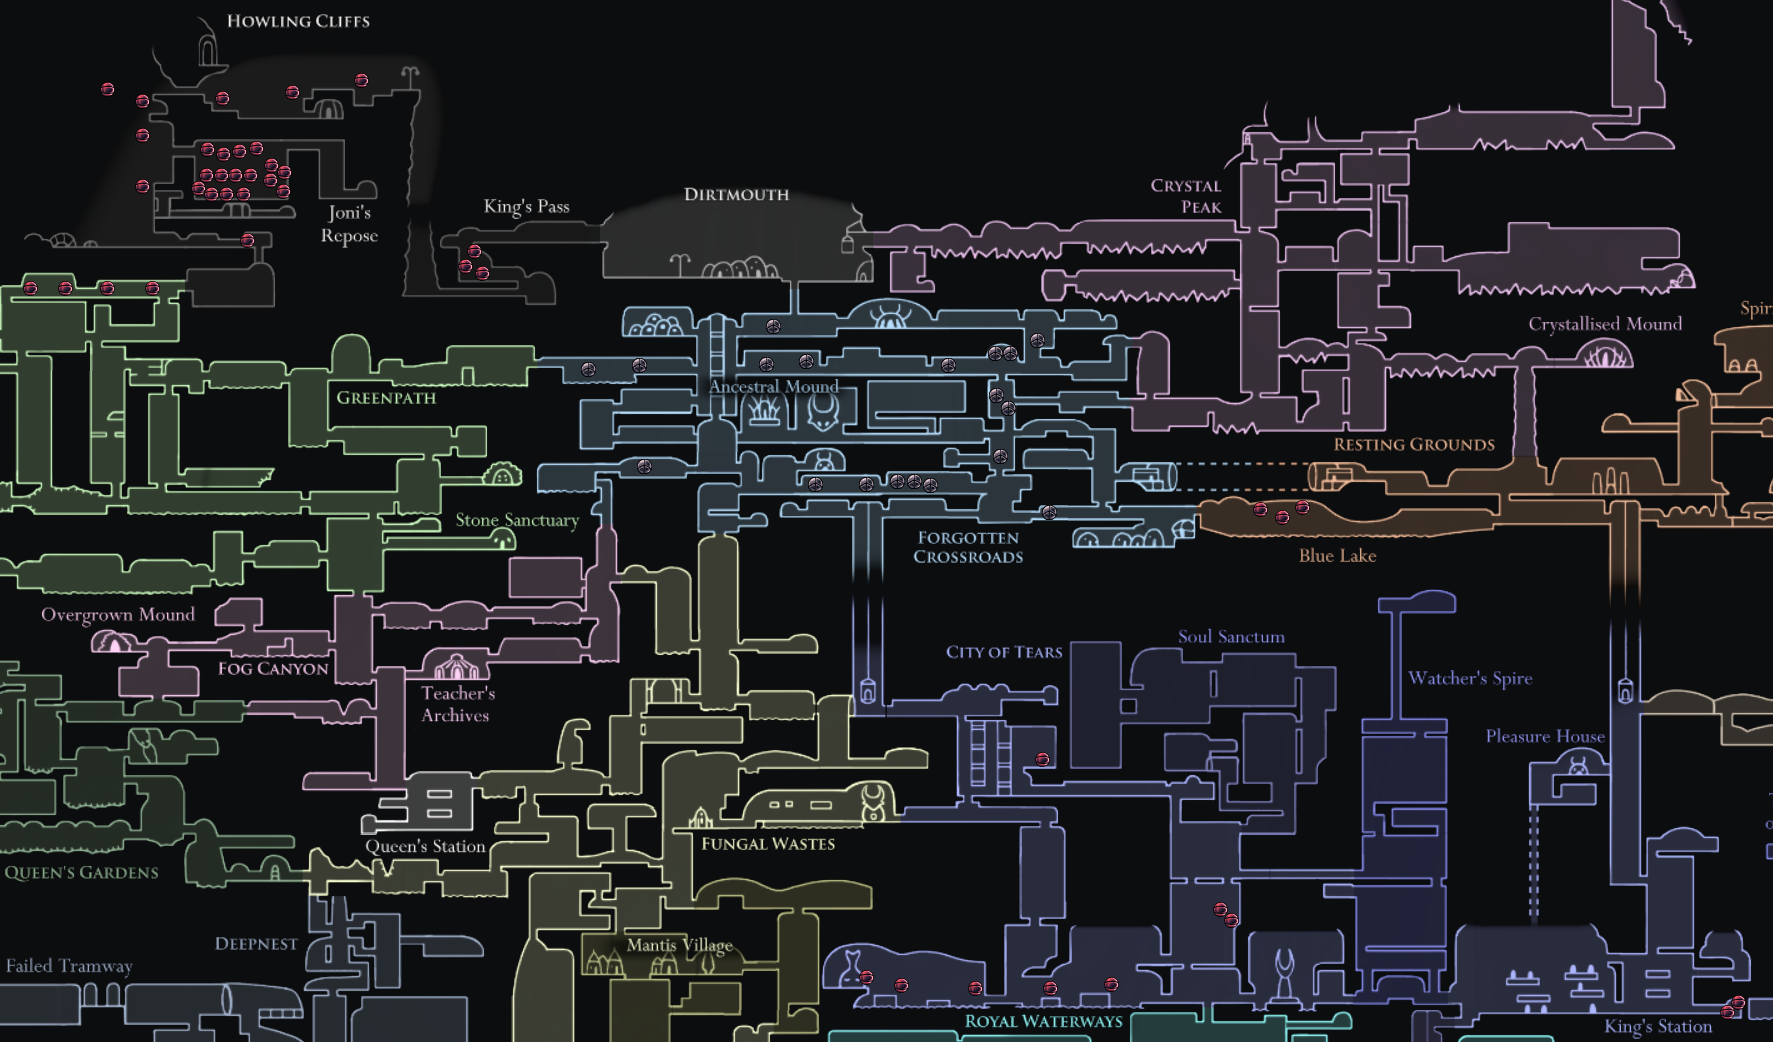 HOWLING CLIFFS
Joni's
Repose
King's Pass
DIRTMOUTH
CRYSTAL
PEAK
Crystallised Mound
GREENPATH
Ancestral Mound
RESTING GROUNDS
Stone Sanctuary
FORGOTTEN
CROSSROADS
Blue Lake
Overgrown Mound
FOG CANYON
Teacher's
Archives
CITY OF TEARS
Soul Sanctum
Watcher's Spire
Pleasure House
Queen's Station
FUNGAL WASTES
QUEEN'S GARDENS
DEEPNEST
Mantis Village
Failed Tramway
ROYAL WATERWAYS
King's Station